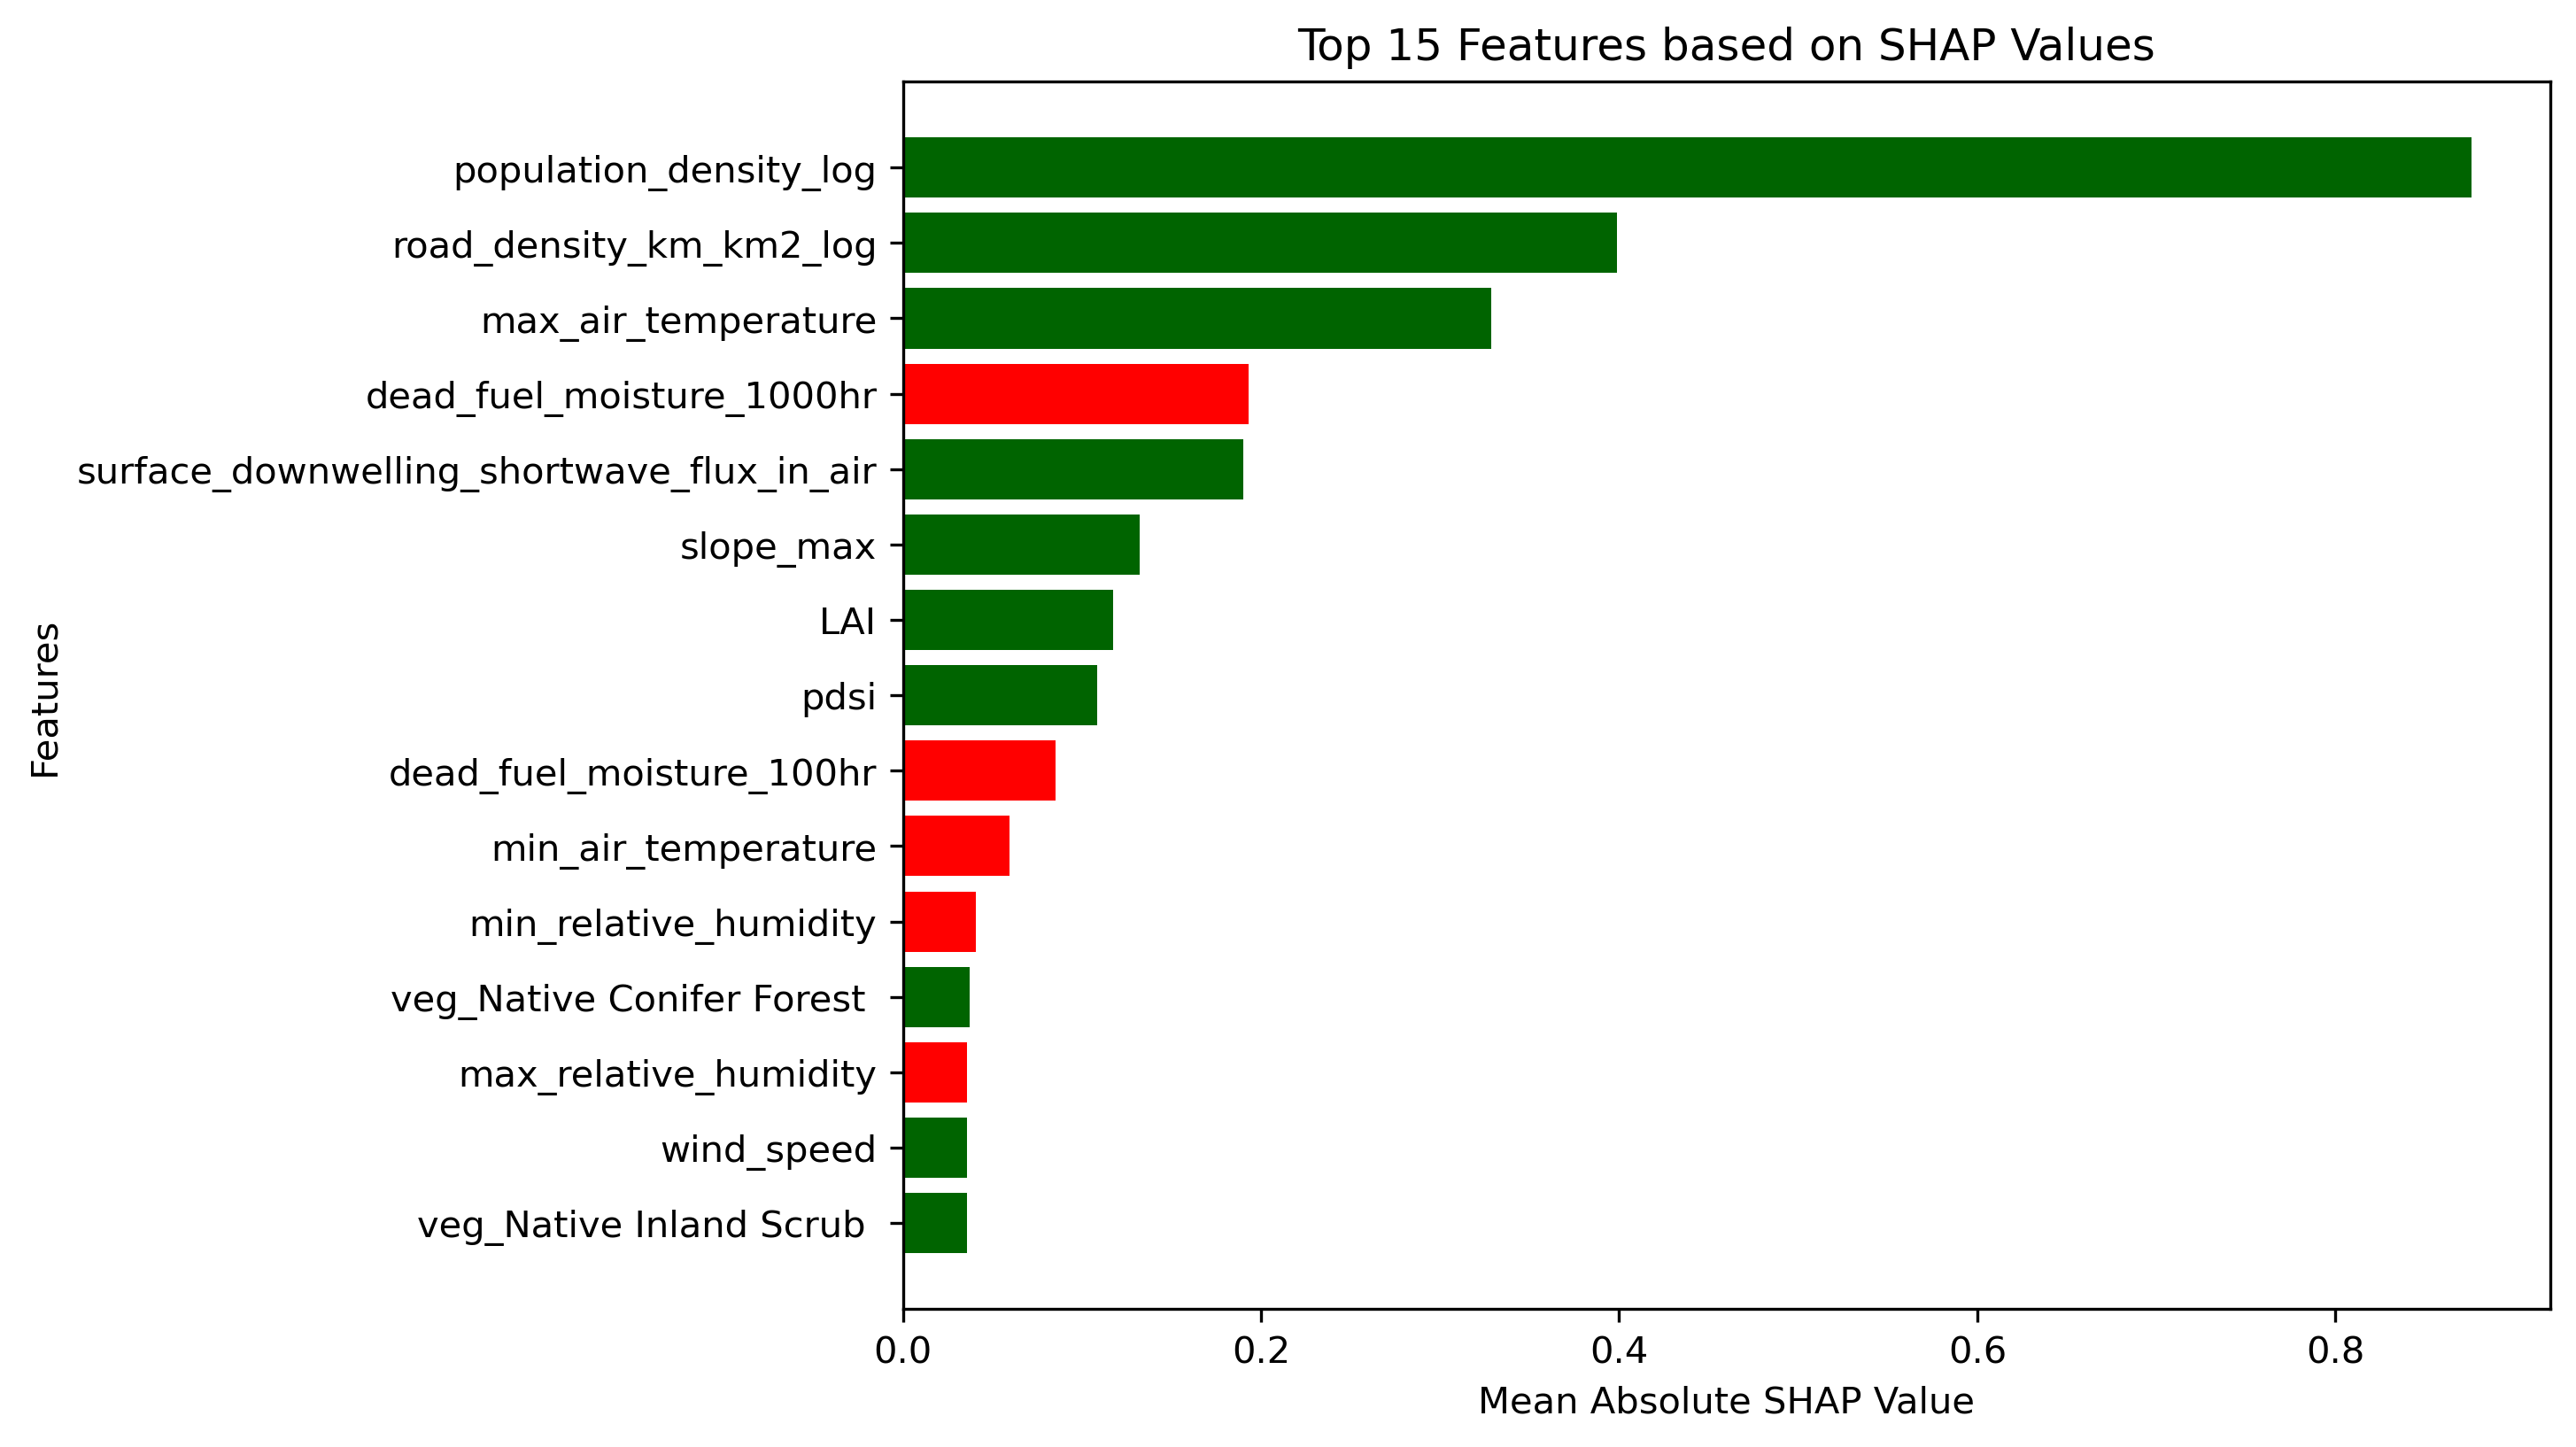 Top 15 Features based on SHAP Values
population_density_log
road_density_km_km2_log
max_air_temperature
dead_fuel_moisture_1000hr
surface_downwelling_shortwave_flux_in_air
slope_max
LAI
pdsi
dead_fuel_moisture_100hr
min_air_temperature
min_relative_humidity
veg_Native Conifer Forest
max_relative_humidity
wind_speed
veg_Native Inland Scrub
Features
0.0 0.2 0.4 0.6 0.8
Mean Absolute SHAP Value